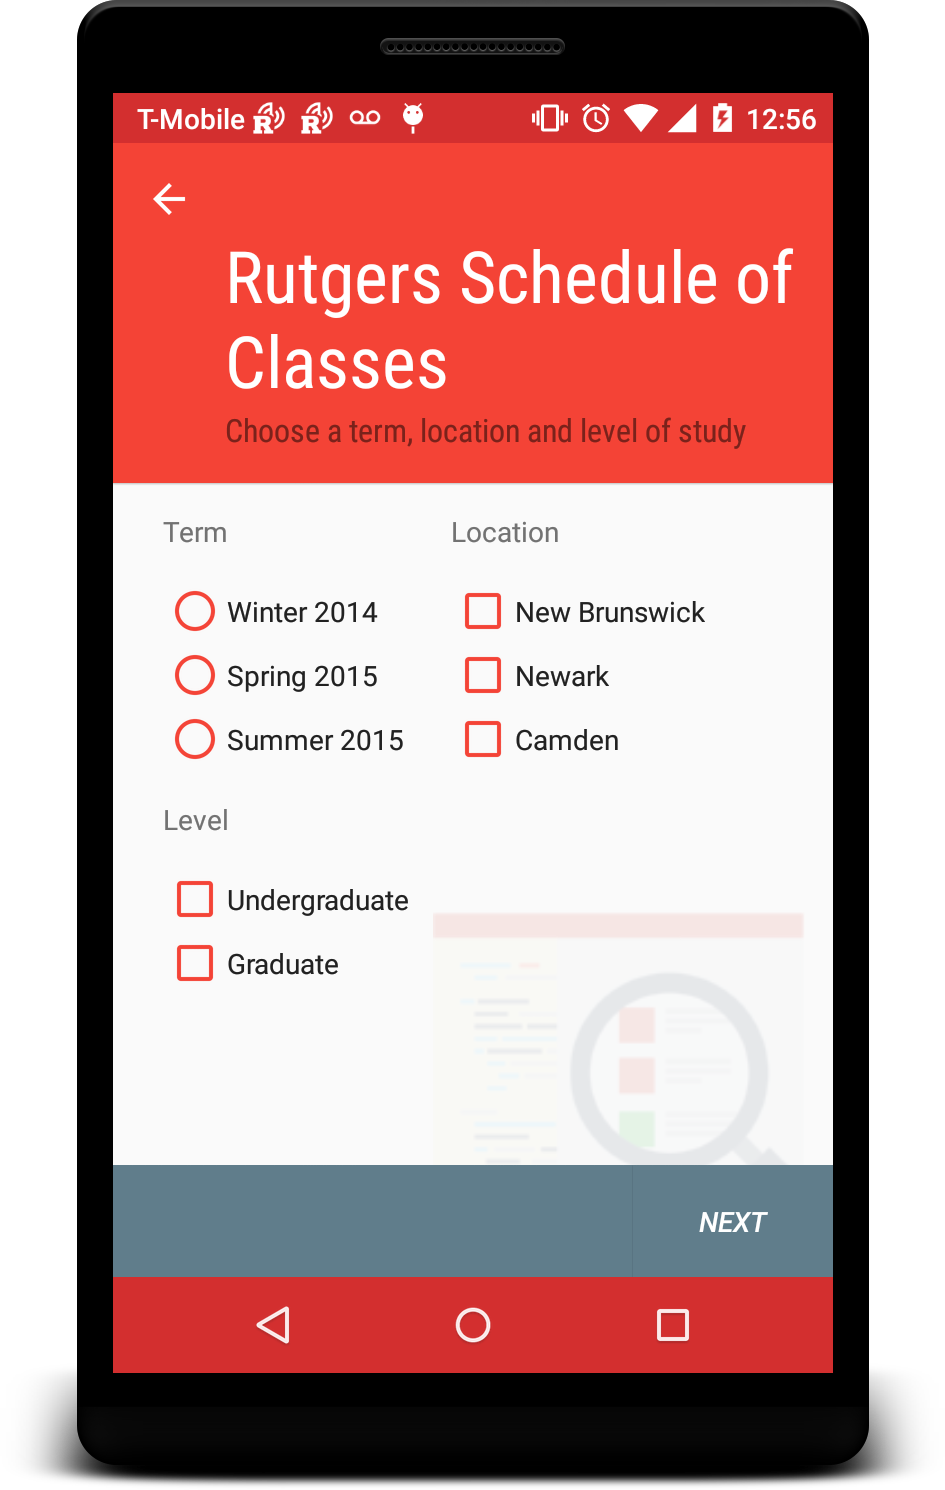 T-Mobile 12:56
Rutgers Schedule of
Classes
Choose a term, location and level of study
Term
Winter 2014
Spring 2015
Summer 2015
Location
New Brunswick
Newark
Camden
Level
Undergraduate
Graduate
NEXT